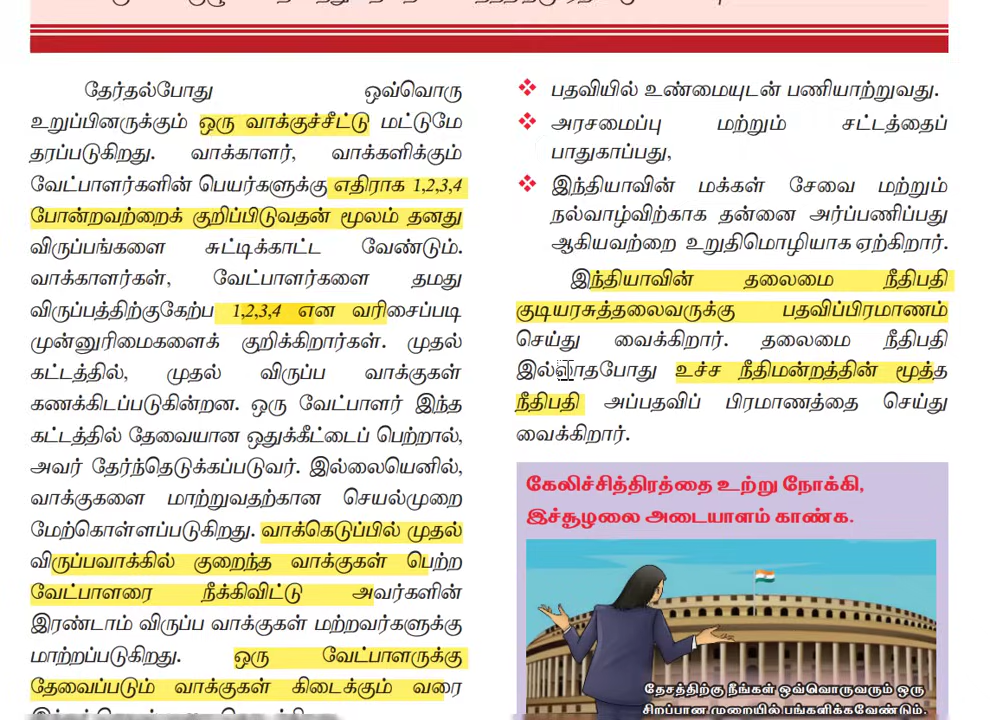 தேர்தல்போது ஒவ்வொரு
உறுப்பினருக்கும் ஒரு வாக்குச்சீட்டு மட்டுமே
தரப்படுகிறது. வாக்காளர், வாக்களிக்கும்
வேட்பாளர்களின் பெயர்களுக்கு எதிராக 1,2,3,4
போன்றவற்றைக் குறிப்பிடுவதன் மூலம் தனது
விருப்பங்களை சுட்டிக்காட்ட வேண்டும்.
வாக்காளர்கள், வேட்பாளர்களை தமது
விருப்பத்திற்குகேற்ப 1,2,3,4 என வரிசைப்படி
முன்னுரிமைகளைக் குறிக்கிறார்கள். முதல்
கட்டத்தில், முதல் விருப்ப வாக்குகள்
கணக்கிடப்படுகின்றன. ஒரு வேட்பாளர் இந்த
கட்டத்தில் தேவையான ஒதுக்கீட்டைப் பெற்றால்,
அவர் தேர்ந்தெடுக்கப்படுவர். இல்லையெனில்,
வாக்குகளை மாற்றுவதற்கான செயல்முறை
மேற்கொள்ளப்படுகிறது. வாக்கெடுப்பில் முதல்
விருப்பவாக்கில் குறைந்த வாக்குகள் பெற்ற
வேட்பாளரை நீக்கிவிட்டு அவர்களின்
இரண்டாம் விருப்ப வாக்குகள் மற்றவர்களுக்கு
மாற்றப்படுகிறது. ஒரு வேட்பாளருக்கு
தேவைப்படும் வாக்குகள் கிடைக்கும் வரை
❖ பதவியில் உண்மையுடன் பணியாற்றுவது.
❖ அரசமைப்பு மற்றும் சட்டத்தைப்
பாதுகாப்பது,
❖ இந்தியாவின் மக்கள் சேவை மற்றும்
நல்வாழ்விற்காக தன்னை அர்ப்பணிப்பது
ஆகியவற்றை உறுதிமொழியாக ஏற்கிறார்.
இந்தியாவின் தலைமை நீதிபதி
குடியரசுத்தலைவருக்கு பதவிப்பிரமாணம்
செய்து வைக்கிறார். தலைமை நீதிபதி
இல்லாதபோது உச்ச நீதிமன்றத்தின் மூத்த
நீதிபதி அப்பதவிப் பிரமாணத்தை செய்து
வைக்கிறார்.
கேலிச்சித்திரத்தை உற்று நோக்கி,
இச்சூழலை அடையாளம் காண்க.
தேசத்திற்கு நீங்கள் ஒவ்வொருவரும் ஒரு
சிறப்பான முறையில் பங்களிக்கவேண்டும்.